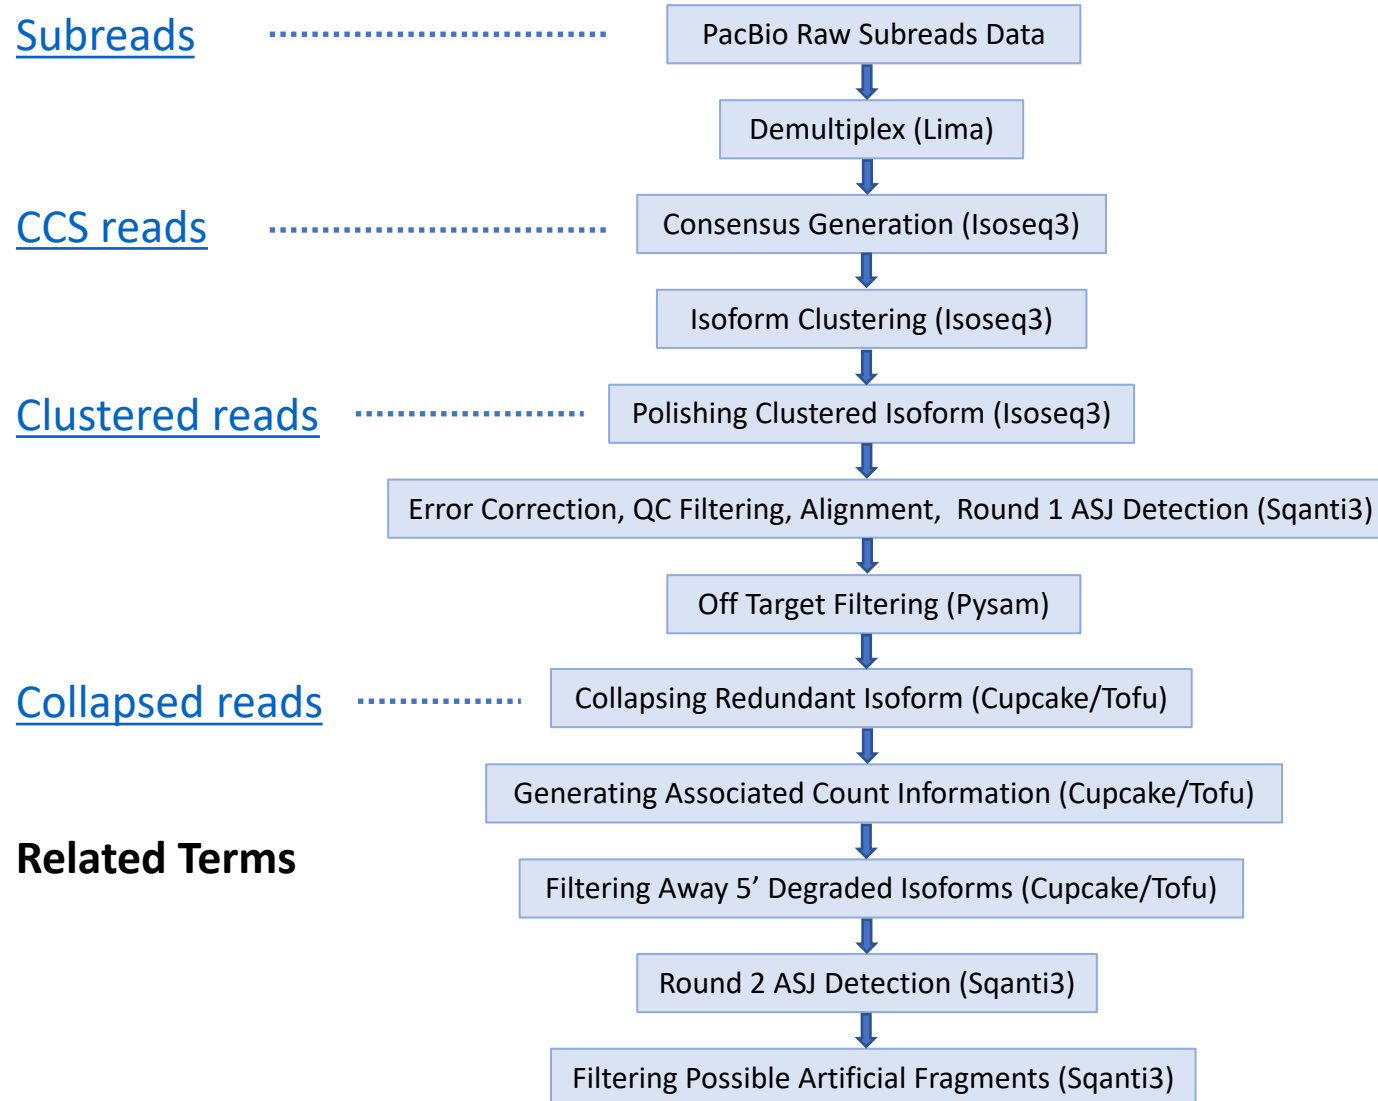 Subreads
PacBio Raw Subreads Data
Demultiplex (Lima)
CCS reads
Consensus Generation (Isoseq3)
Isoform Clustering (Isoseq3)
Clustered reads
Polishing Clustered Isoform (Isoseq3)
Error Correction, QC Filtering, Alignment,  Round 1 ASJ Detection (Sqanti3)
Off Target Filtering (Pysam)
Collapsed reads
Collapsing Redundant Isoform (Cupcake/Tofu)
Generating Associated Count Information (Cupcake/Tofu)
Related Terms
Filtering Away 5’ Degraded Isoforms (Cupcake/Tofu)
Round 2 ASJ Detection (Sqanti3)
Filtering Possible Artificial Fragments (Sqanti3)